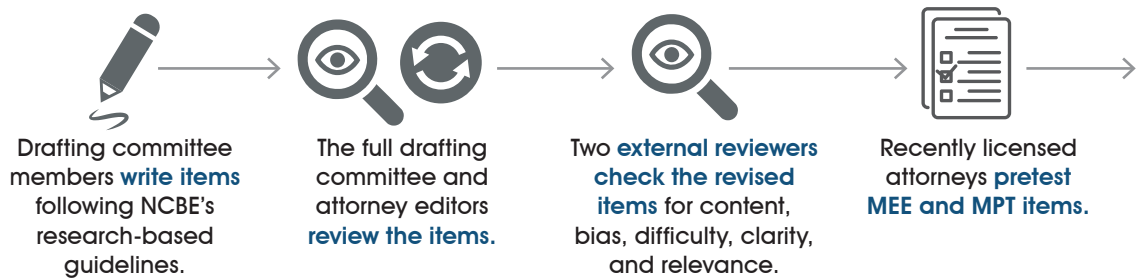 Drafting committee
members write items
following NCBE's
research-based
guidelines.
The full drafting
committee and
attorney editors
review the items.
Two external reviewers
check the revised
items for content,
bias, difficulty, clarity,
and relevance.
Recently licensed
attorneys pretest
MEE and MPT items.